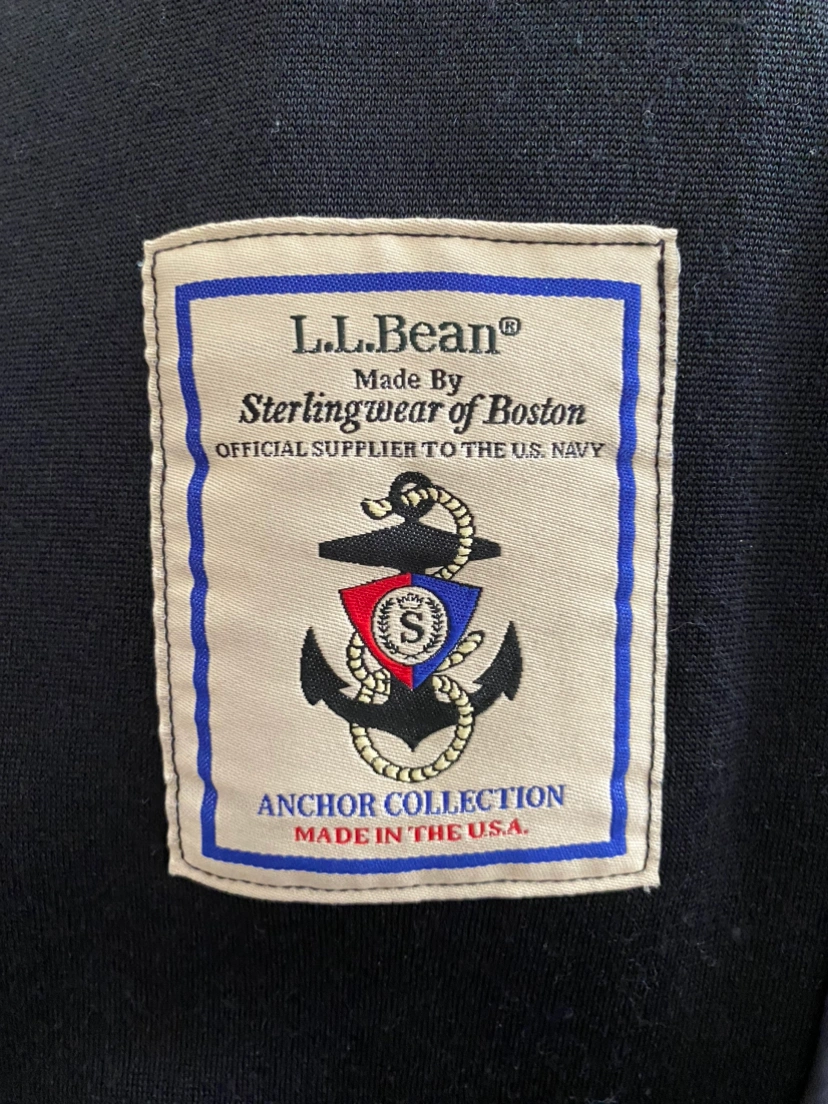 L.L.Bean®
Made By
Sterlingwear of Boston
OFFICIAL SUPPLIER TO THE U.S. NAVY
S
ANCHOR COLLECTION
MADE IN THE U.S.A.